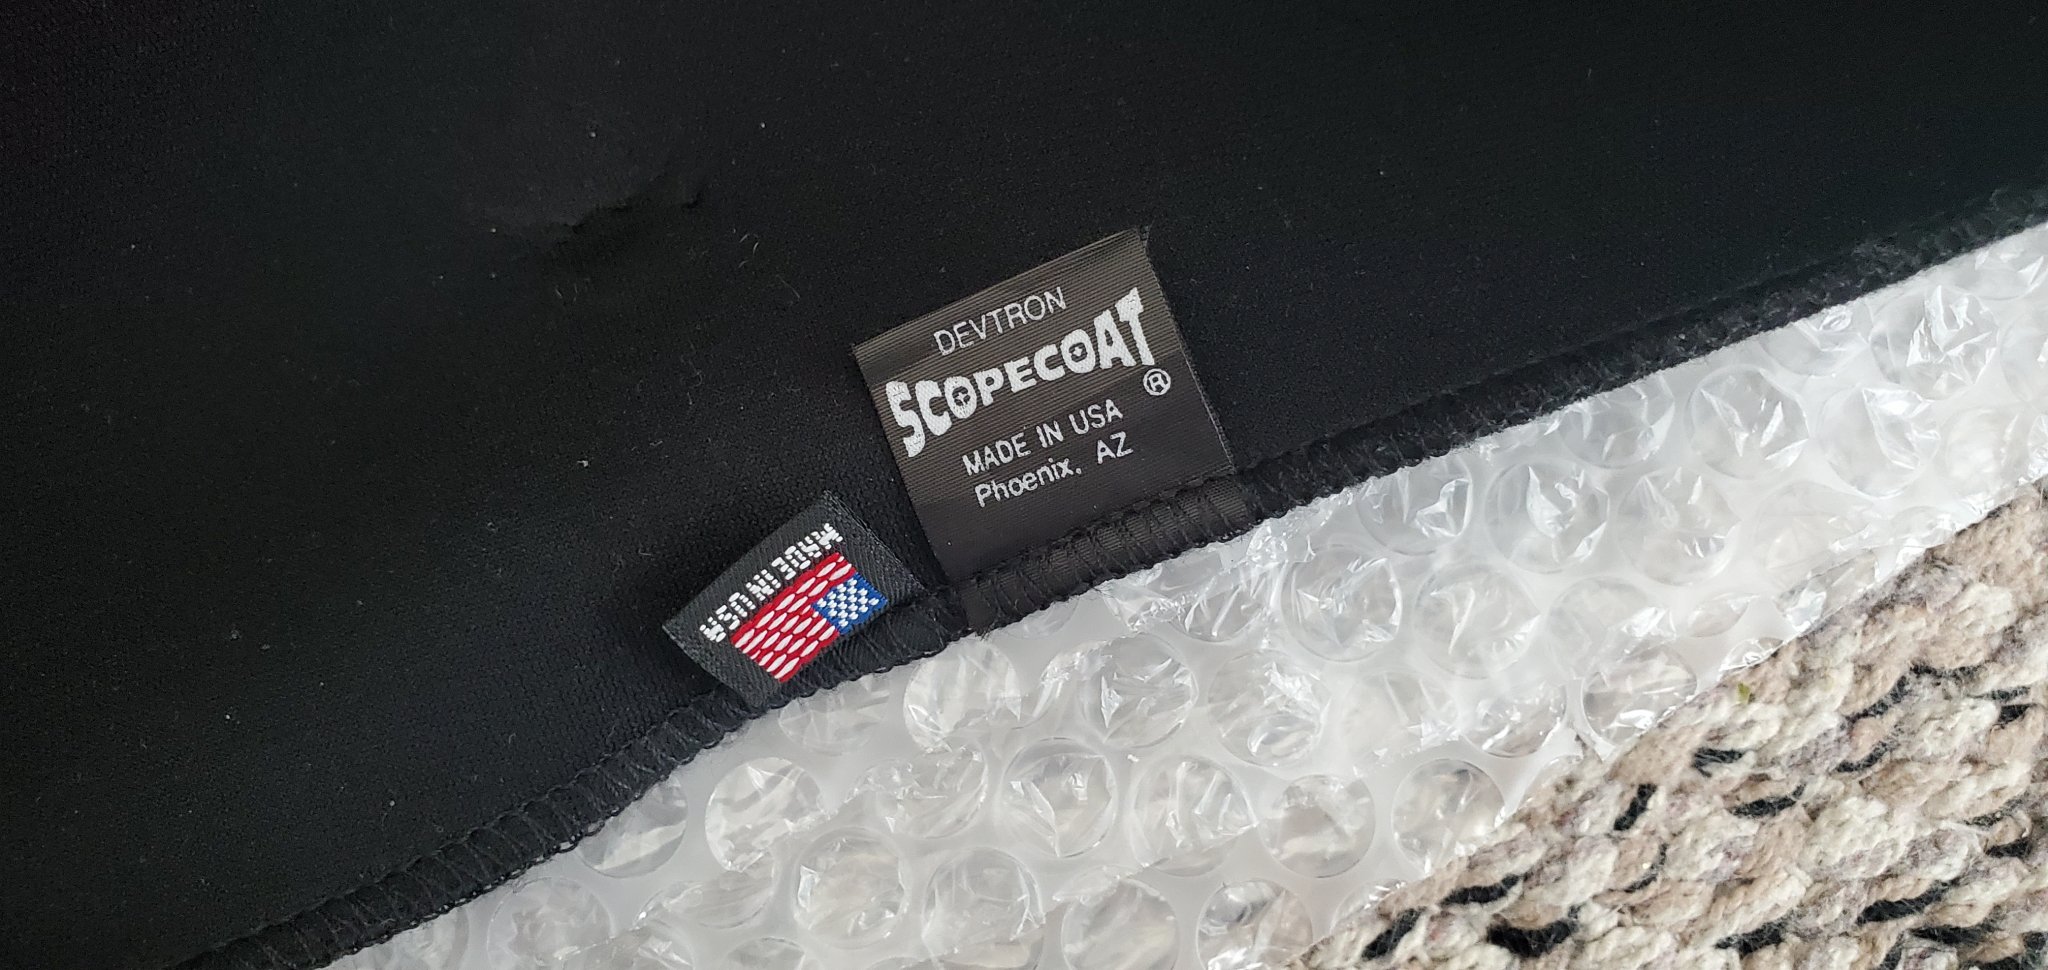 DEVTRON
SCOPECOAT
®
MADE IN USA
Phoenix, AZ
MADE IN USA